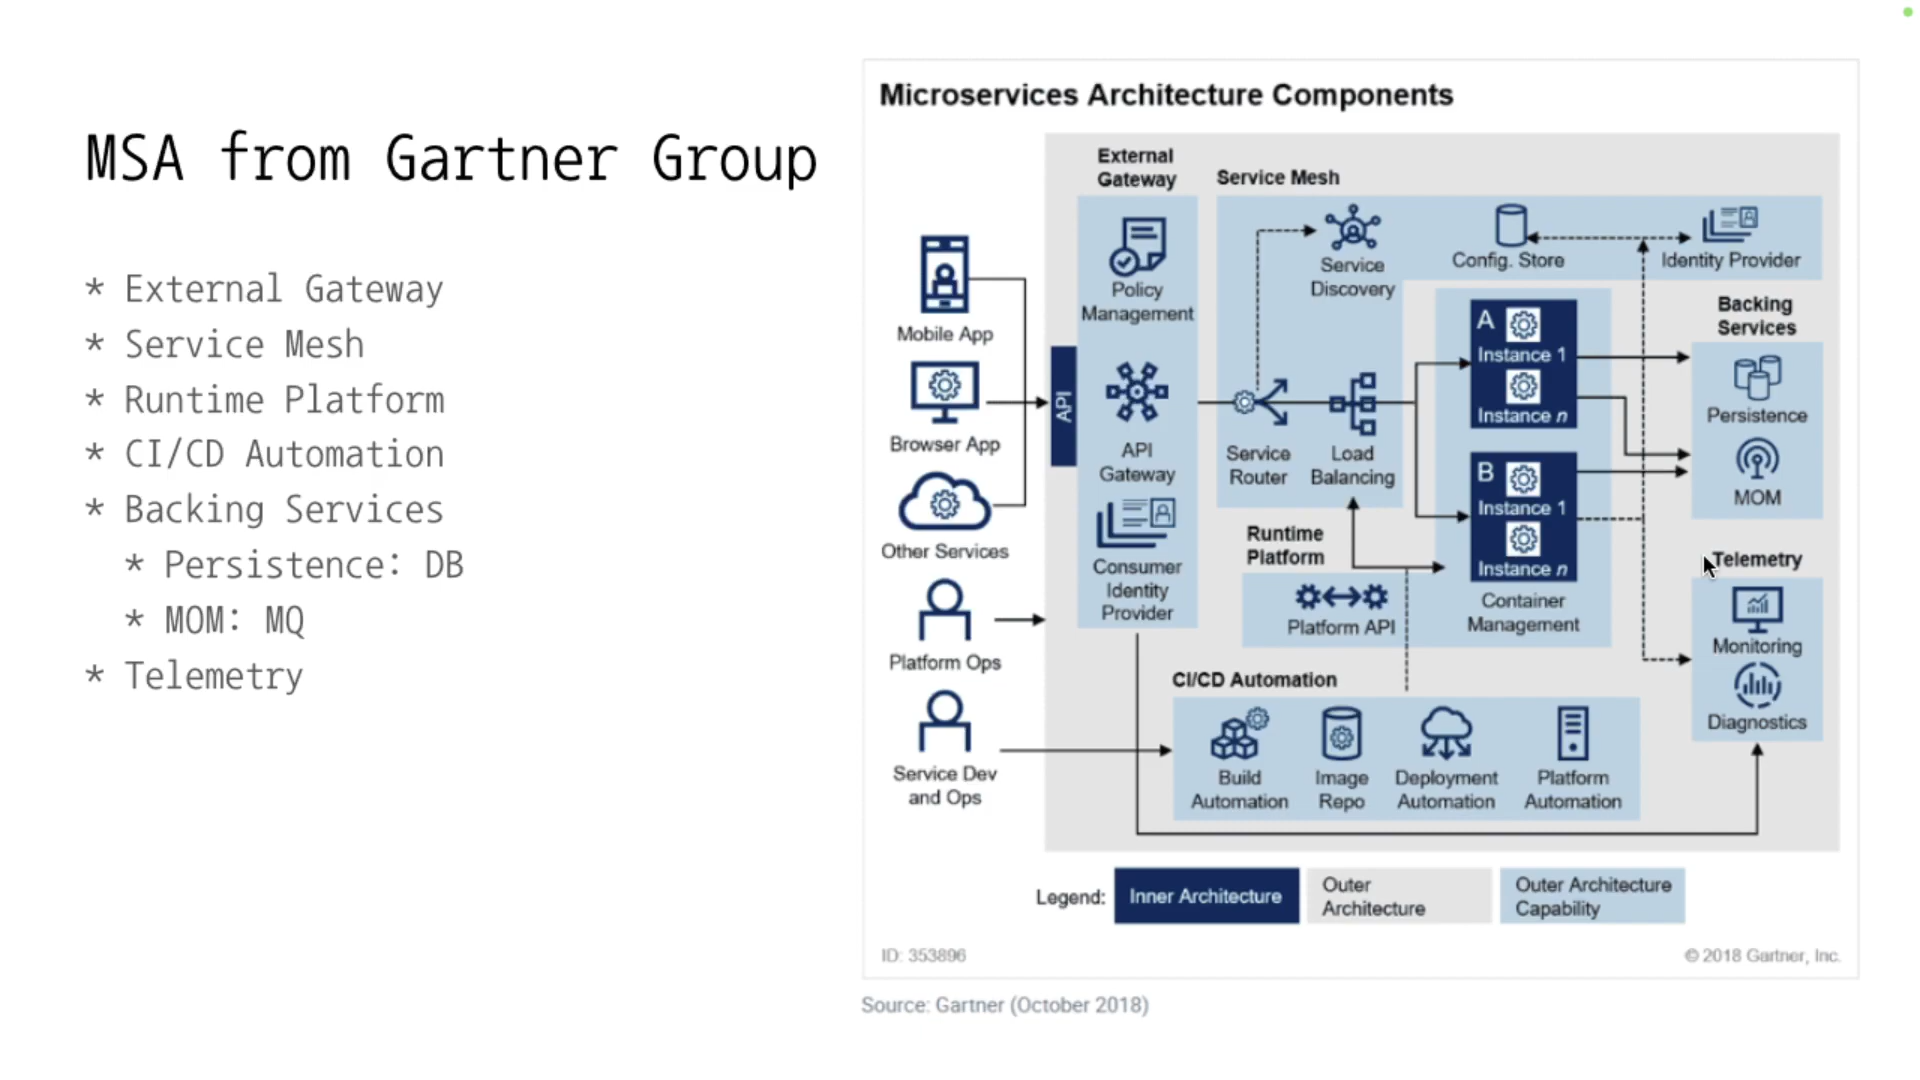 MSA from Gartner Group
* External Gateway
* Service Mesh
* Runtime Platform
* CI/CD Automation
* Backing Services
* Persistence: DB
* MOM: MQ
* Telemetry
Microservices Architecture Components
External
Gateway
Service Mesh
Policy
Management
Service
Discovery
Config. Store
Identity Provider
Mobile App
Browser App
Other Services
Platform Ops
Service Dev
and Ops
API
API
Gateway
Consumer
Identity
Provider
Service
Router
Load
Balancing
A
Instance 1
Instance n
B
Instance 1
Instance n
Container
Management
Backing
Services
Persistence
MOM
Runtime
Platform
Platform API
Telemetry
Monitoring
Diagnostics
CI/CD Automation
Build
Automation
Image
Repo
Deployment
Automation
Platform
Automation
Legend:
Inner Architecture
Outer
Architecture
Outer Architecture
Capability
ID: 353896
© 2018 Gartner, Inc.
Source: Gartner (October 2018)